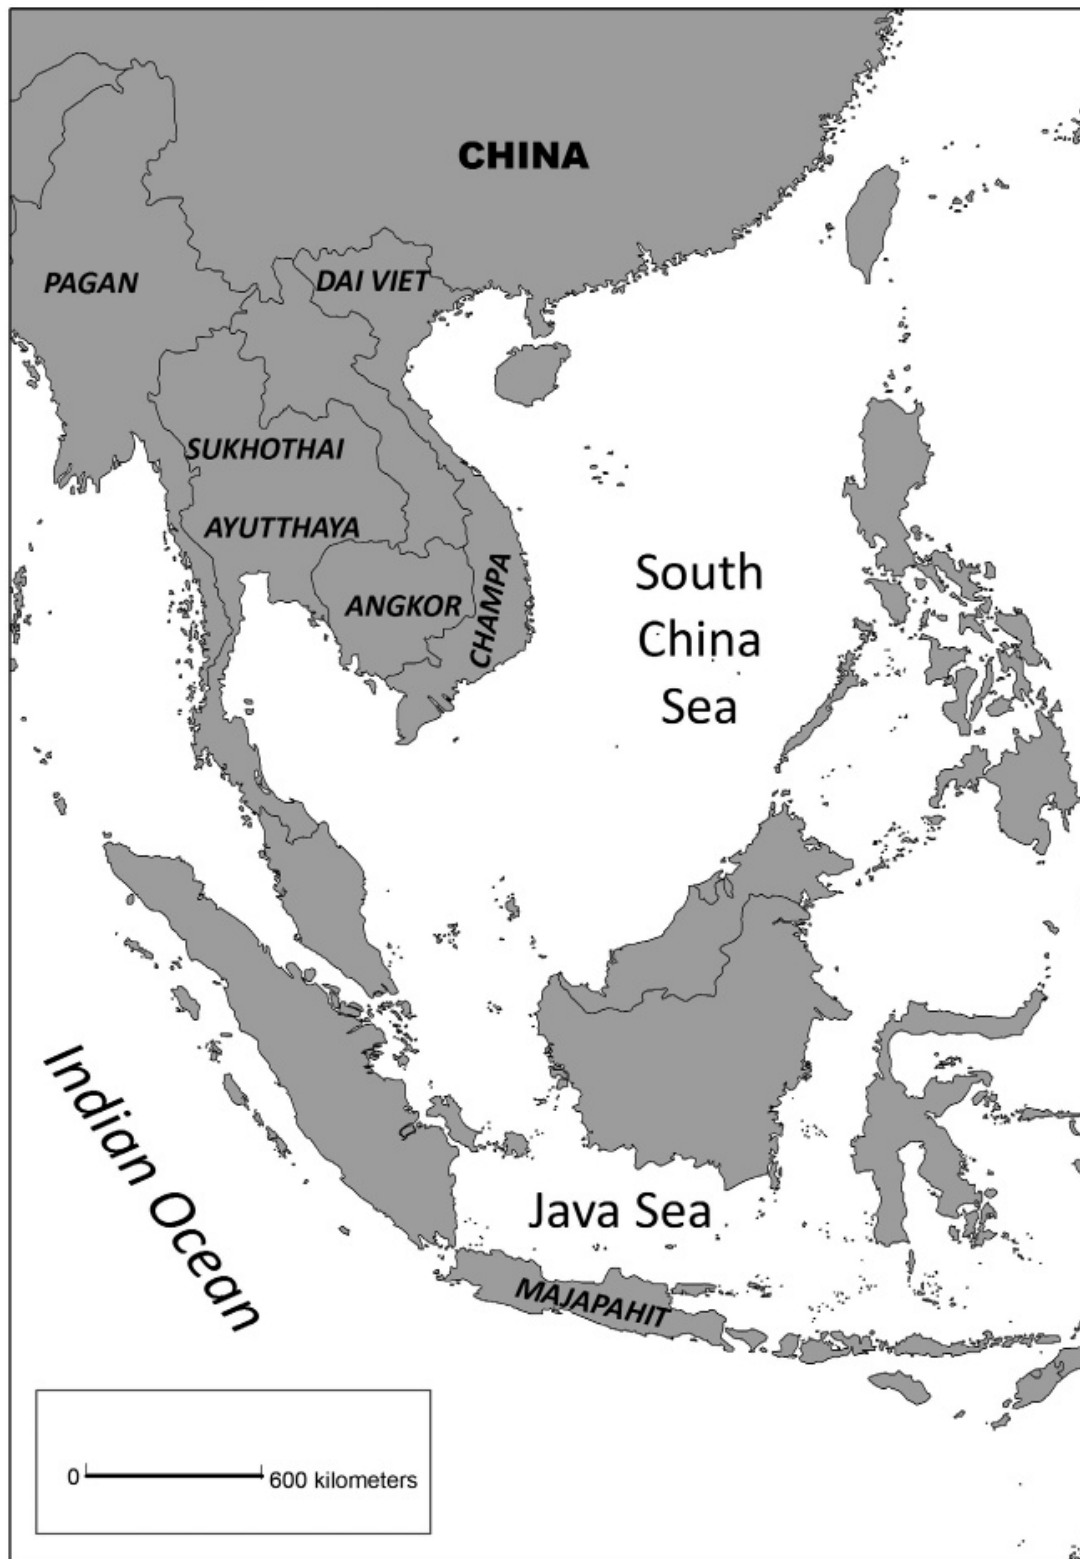 CHINA
PAGAN
DAI VIET
SUKHOTHAI
AYUTTHAYA
ANGKOR
CHAMPA
South
China
Sea
Indian Ocean
Java Sea
MAJAPAHIT
0
600 kilometers